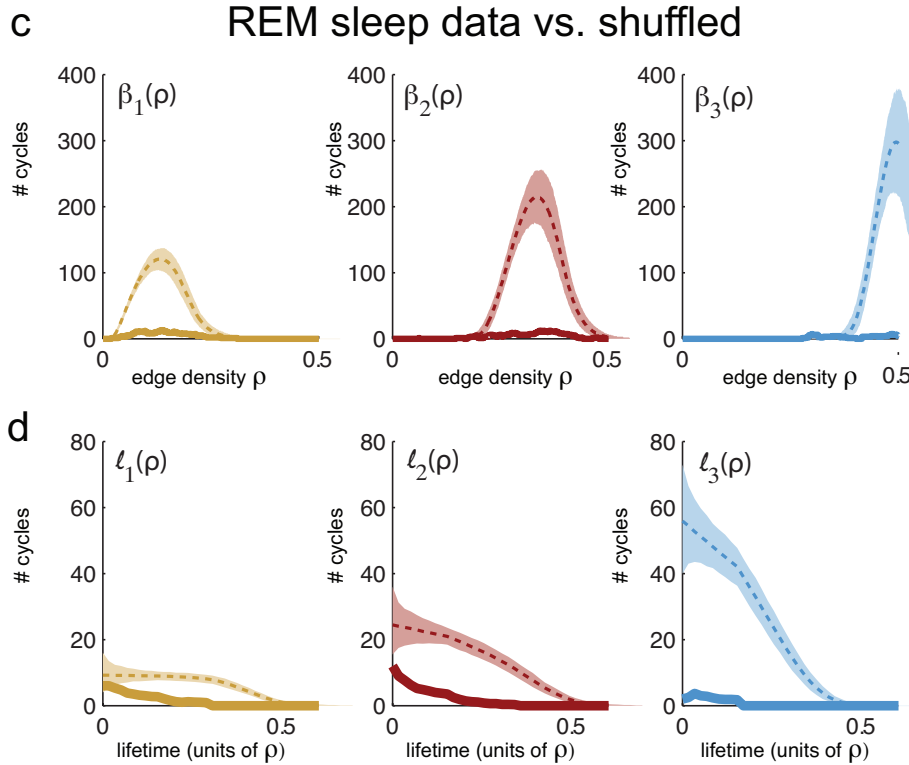 c REM sleep data vs. shuffled
400 400 400
β1(ρ) β2(ρ) β3(ρ)
300 300 300
# cycles # cycles # cycles
200 200 200
100 100 100
0 0 0
0 0.5 0 0.5 0 0.5
edge density ρ edge density ρ edge density ρ
d
80 80 80
ℓ1(ρ) ℓ2(ρ) ℓ3(ρ)
60 60 60
# cycles # cycles # cycles
40 40 40
20 20 20
0 0 0
0 0.5 0 0.5 0 0.5
lifetime (units of ρ) lifetime (units of ρ) lifetime (units of ρ)